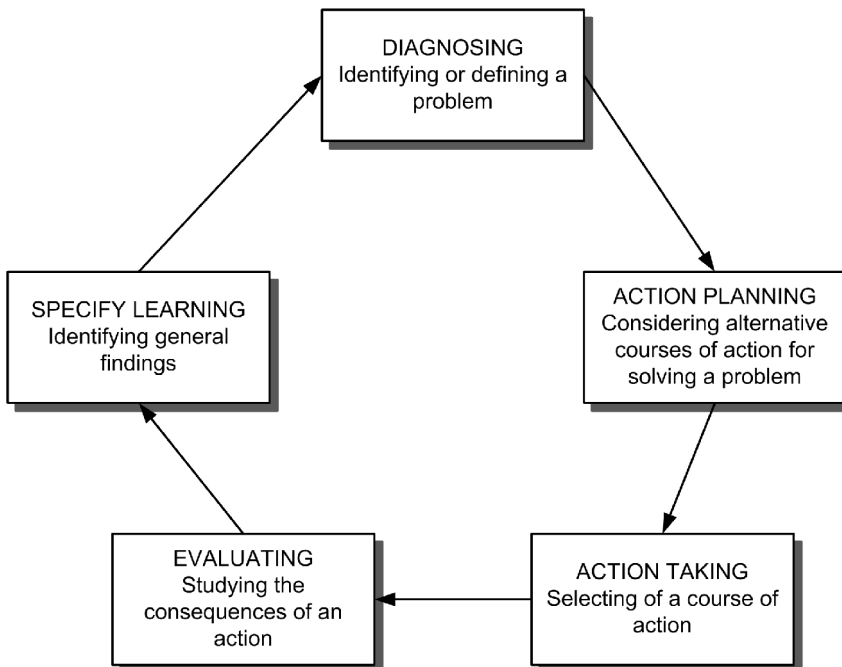 DIAGNOSING
Identifying or defining a
problem
ACTION PLANNING
Considering alternative
courses of action for
solving a problem
ACTION TAKING
Selecting of a course of
action
EVALUATING
Studying the
consequences of an
action
SPECIFY LEARNING
Identifying general
findings